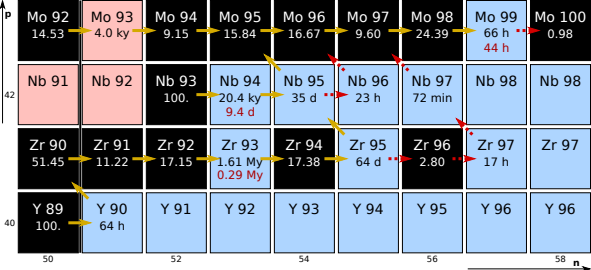 p
Mo 92
14.53
Mo 93
4.0 ky
Mo 94
9.15
Mo 95
15.84
Mo 96
16.67
Mo 97
9.60
Mo 98
24.39
Mo 99
66 h
44 h
Mo 100
0.98
42
Nb 91
Nb 92
Nb 93
100.
Nb 94
20.4 ky
9.4 d
Nb 95
35 d
Nb 96
23 h
Nb 97
72 min
Nb 98
Nb 98
Zr 90
51.45
Zr 91
11.22
Zr 92
17.15
Zr 93
1.61 My
0.29 My
Zr 94
17.38
Zr 95
64 d
Zr 96
2.80
Zr 97
17 h
Zr 97
40
Y 89
100.
Y 90
64 h
Y 91
Y 92
Y 93
Y 94
Y 95
Y 96
Y 96
50
52
54
56
58
n